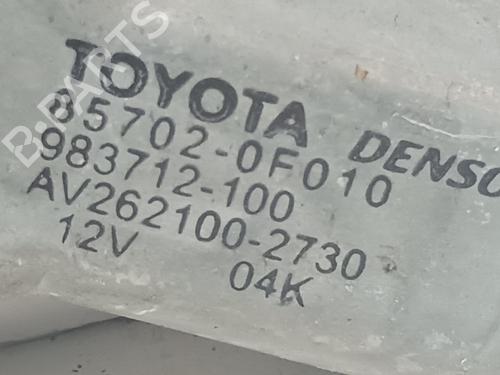 TOYOTA DENSO
85702-0F010
983712-100
AV262100-2730
12V 04K
B-PARTS